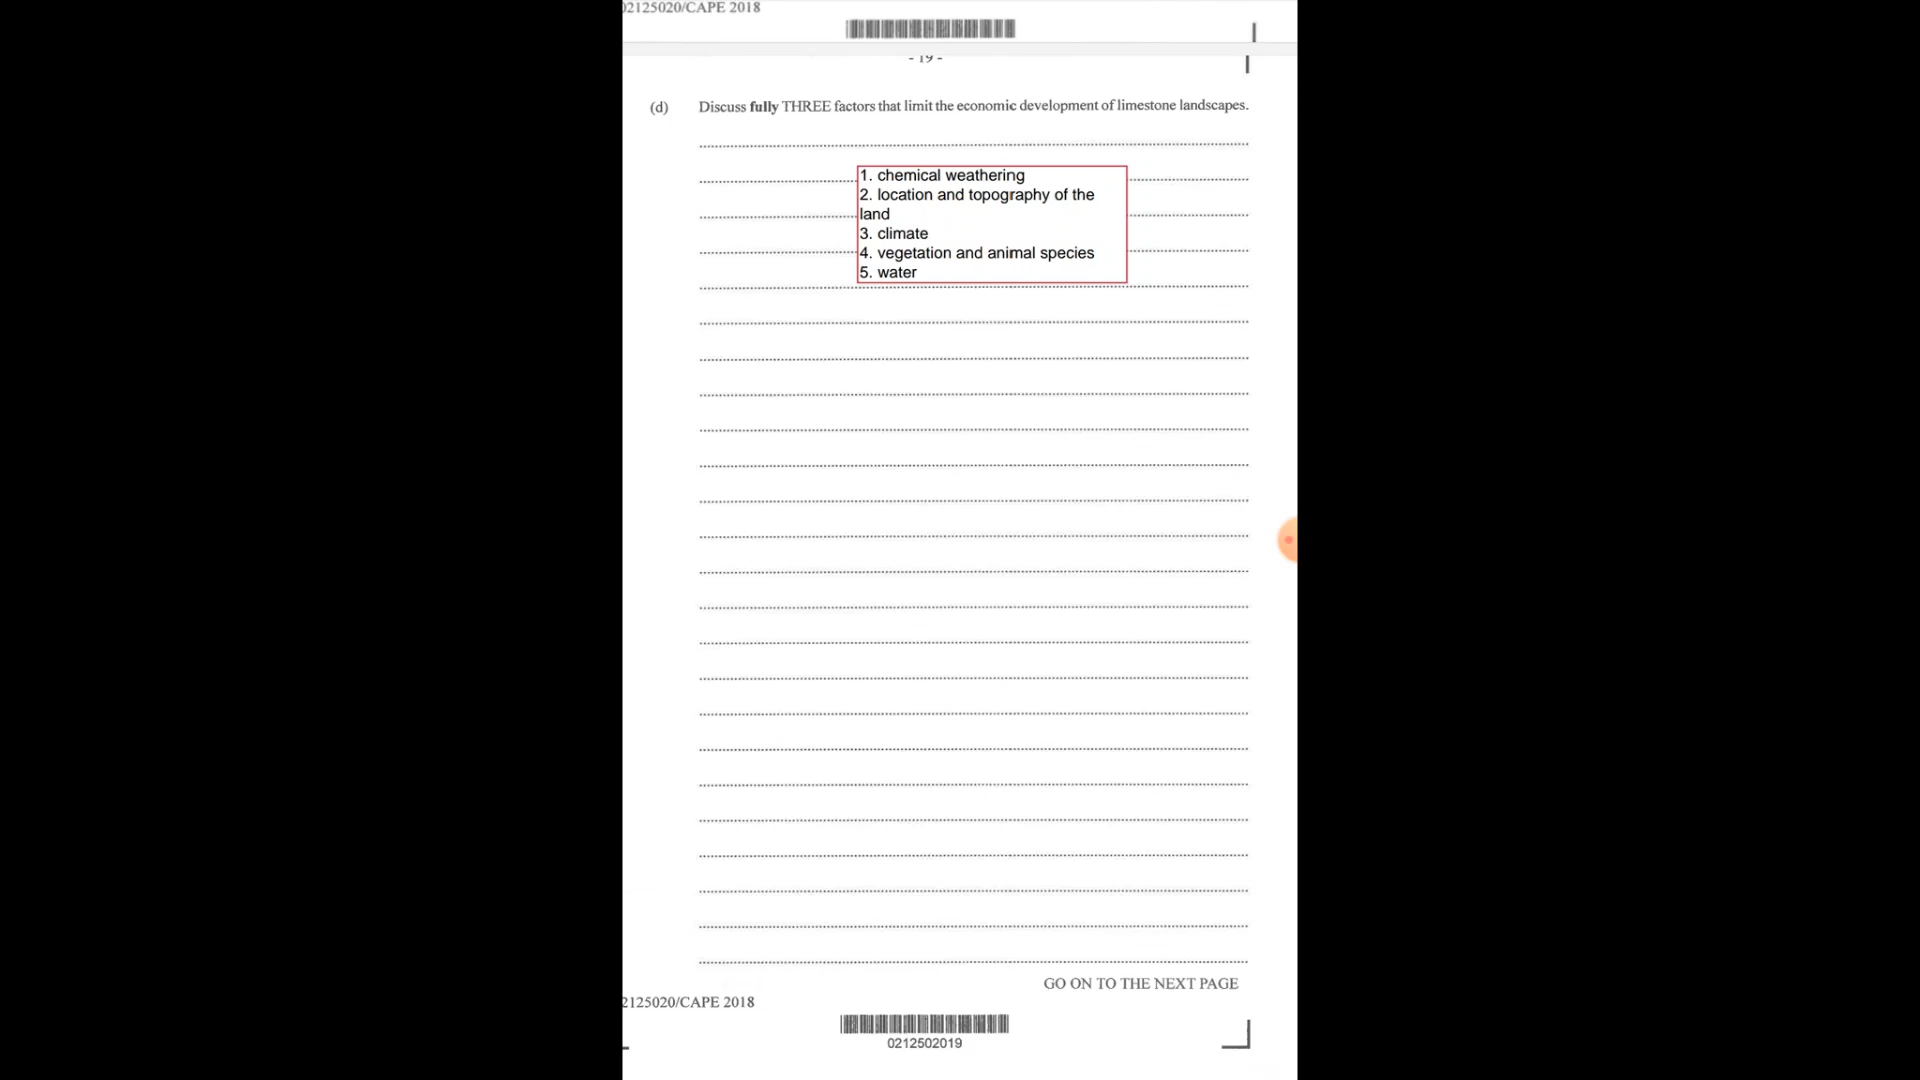 02125020/CAPE 2018
- 19 -
(d) Discuss fully THREE factors that limit the economic development of limestone landscapes.
1. chemical weathering
2. location and topography of the
land
3. climate
4. vegetation and animal species
5. water
GO ON TO THE NEXT PAGE
2125020/CAPE 2018
0212502019